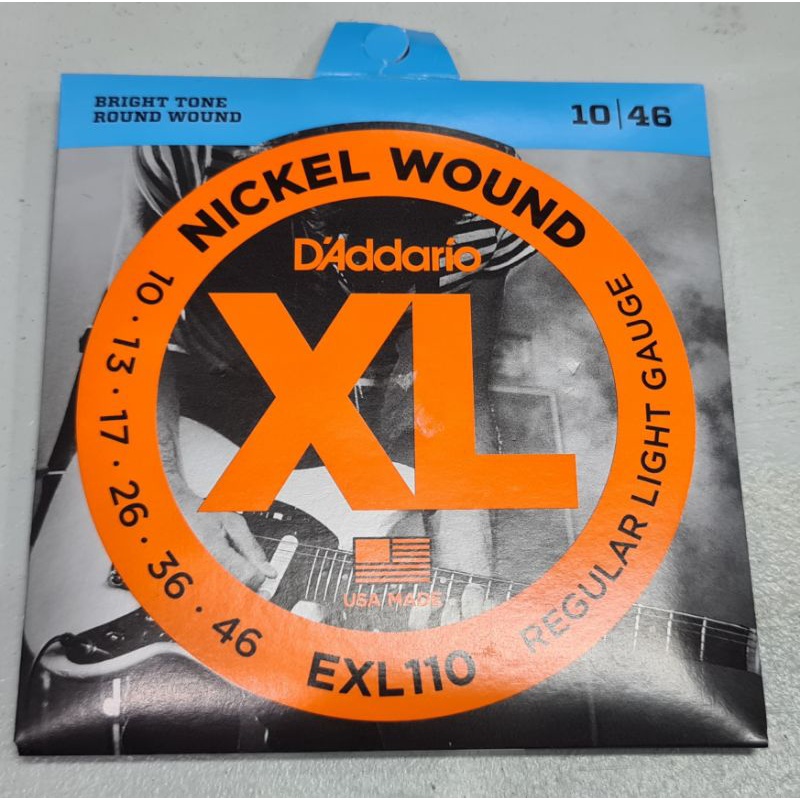 BRIGHT TONE
ROUND WOUND
10|46
NICKEL WOUND
D'Addario
XL
10 · 13 · 17 · 26 · 36 · 46
REGULAR LIGHT GAUGE
USA MADE
EXL110